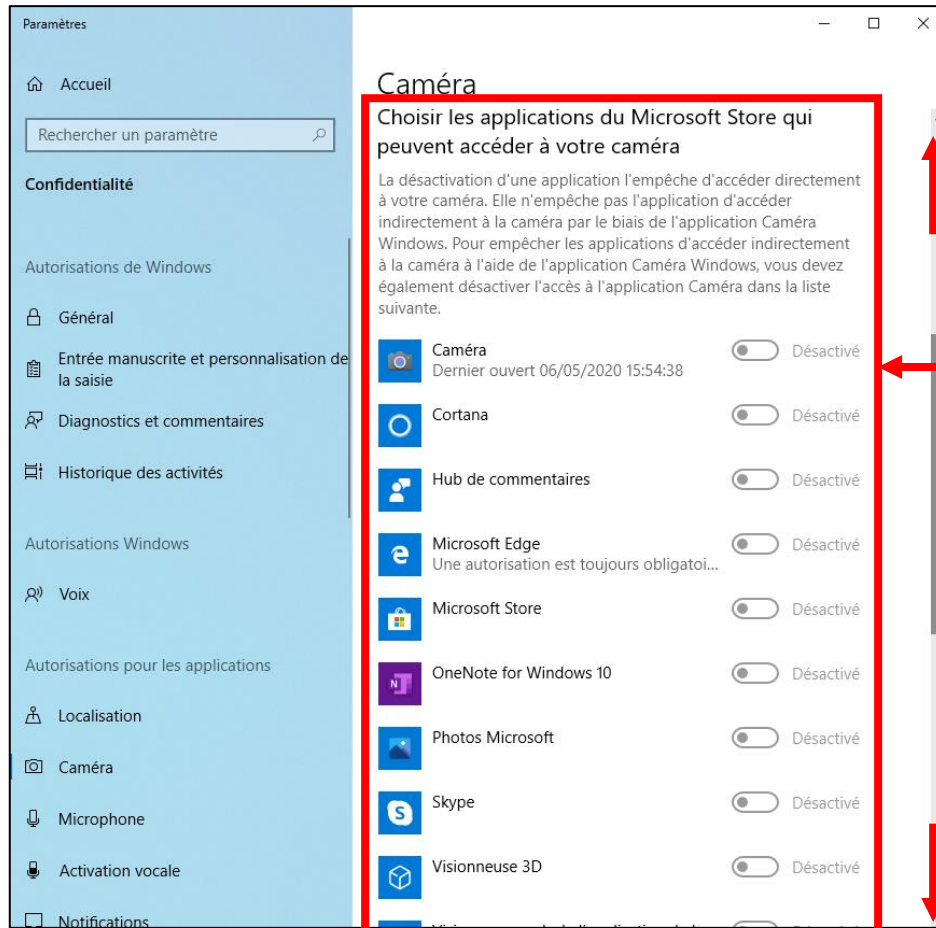 Paramètres
Accueil
Rechercher un paramètre
Confidentialité
Autorisations de Windows
Général
Entrée manuscrite et personnalisation de
la saisie
Diagnostics et commentaires
Historique des activités
Autorisations Windows
Voix
Autorisations pour les applications
Localisation
Caméra
Microphone
Activation vocale
Notifications
Caméra
Choisir les applications du Microsoft Store qui
peuvent accéder à votre caméra
La désactivation d'une application l'empêche d'accéder directement
à votre caméra. Elle n'empêche pas l'application d'accéder
indirectement à la caméra par le biais de l'application Caméra
Windows. Pour empêcher les applications d'accéder indirectement
à la caméra à l'aide de l'application Caméra Windows, vous devez
également désactiver l'accès à l'application Caméra dans la liste
suivante.
Caméra Désactivé
Dernier ouvert 06/05/2020 15:54:38
Cortana Désactivé
Hub de commentaires Désactivé
Microsoft Edge Désactivé
Une autorisation est toujours obligatoi...
Microsoft Store Désactivé
OneNote for Windows 10 Désactivé
Photos Microsoft Désactivé
Skype Désactivé
Visionneuse 3D Désactivé